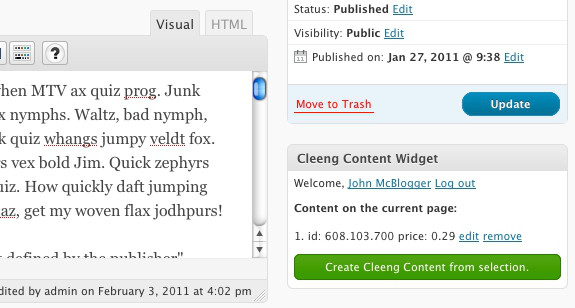 Visual HTML
?
hen MTV ax quiz prog. Junk
x nymphs. Waltz, bad nymph,
k quiz whangs jumpy veldt fox.
s vex bold Jim. Quick zephyrs
uiz. How quickly daft jumping
az, get my woven flax jodhpurs!
defined by the publisher"
dited by admin on February 3, 2011 at 4:02 pm
Status: Published Edit
Visibility: Public Edit
Published on: Jan 27, 2011 @ 9:38 Edit
Move to Trash Update
Cleeng Content Widget
Welcome, John McBlogger Log out
Content on the current page:
1. id: 608.103.700 price: 0.29 edit remove
Create Cleeng Content from selection.